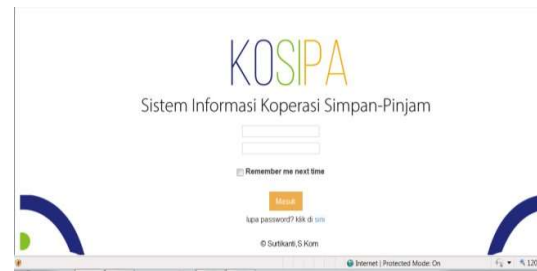 KOSIPA
Sistem Informasi Koperasi Simpan-Pinjam
Remember me next time
Masuk
lupa password? klik di sini
© Surtikanti,S.Kom
Internet | Protected Mode: On
120